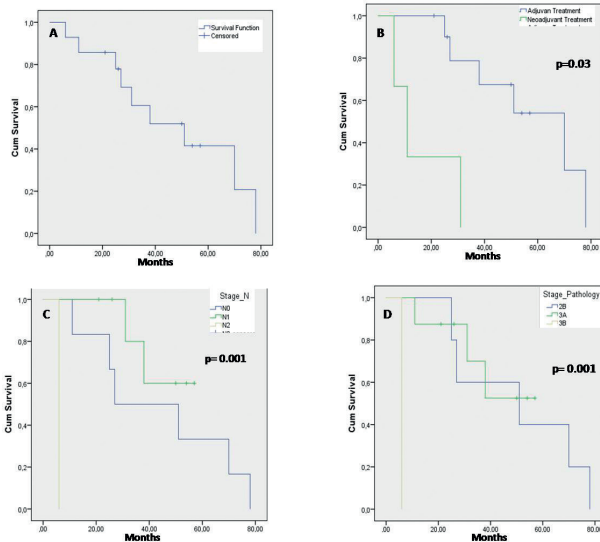 A
Survival Function
Censored
Cum Survival
1,0
0,8
0,6
0,4
0,2
0,0
,00 20,00 40,00 60,00 80,00
Months
B
Adjuvan Treatment
Neoadjuvant Treatment
p=0.03
Cum Survival
1,0
0,8
0,6
0,4
0,2
0,0
,00 20,00 40,00 60,00 80,00
Months
C
Stage_N
N0
N1
N2
p= 0.001
Cum Survival
1,0
0,8
0,6
0,4
0,2
0,0
,00 20,00 40,00 60,00 80,00
Months
D
Stage_Pathology
2B
3A
3B
p= 0.001
Cum Survival
1,0
0,8
0,6
0,4
0,2
0,0
,00 20,00 40,00 60,00 80,00
Months